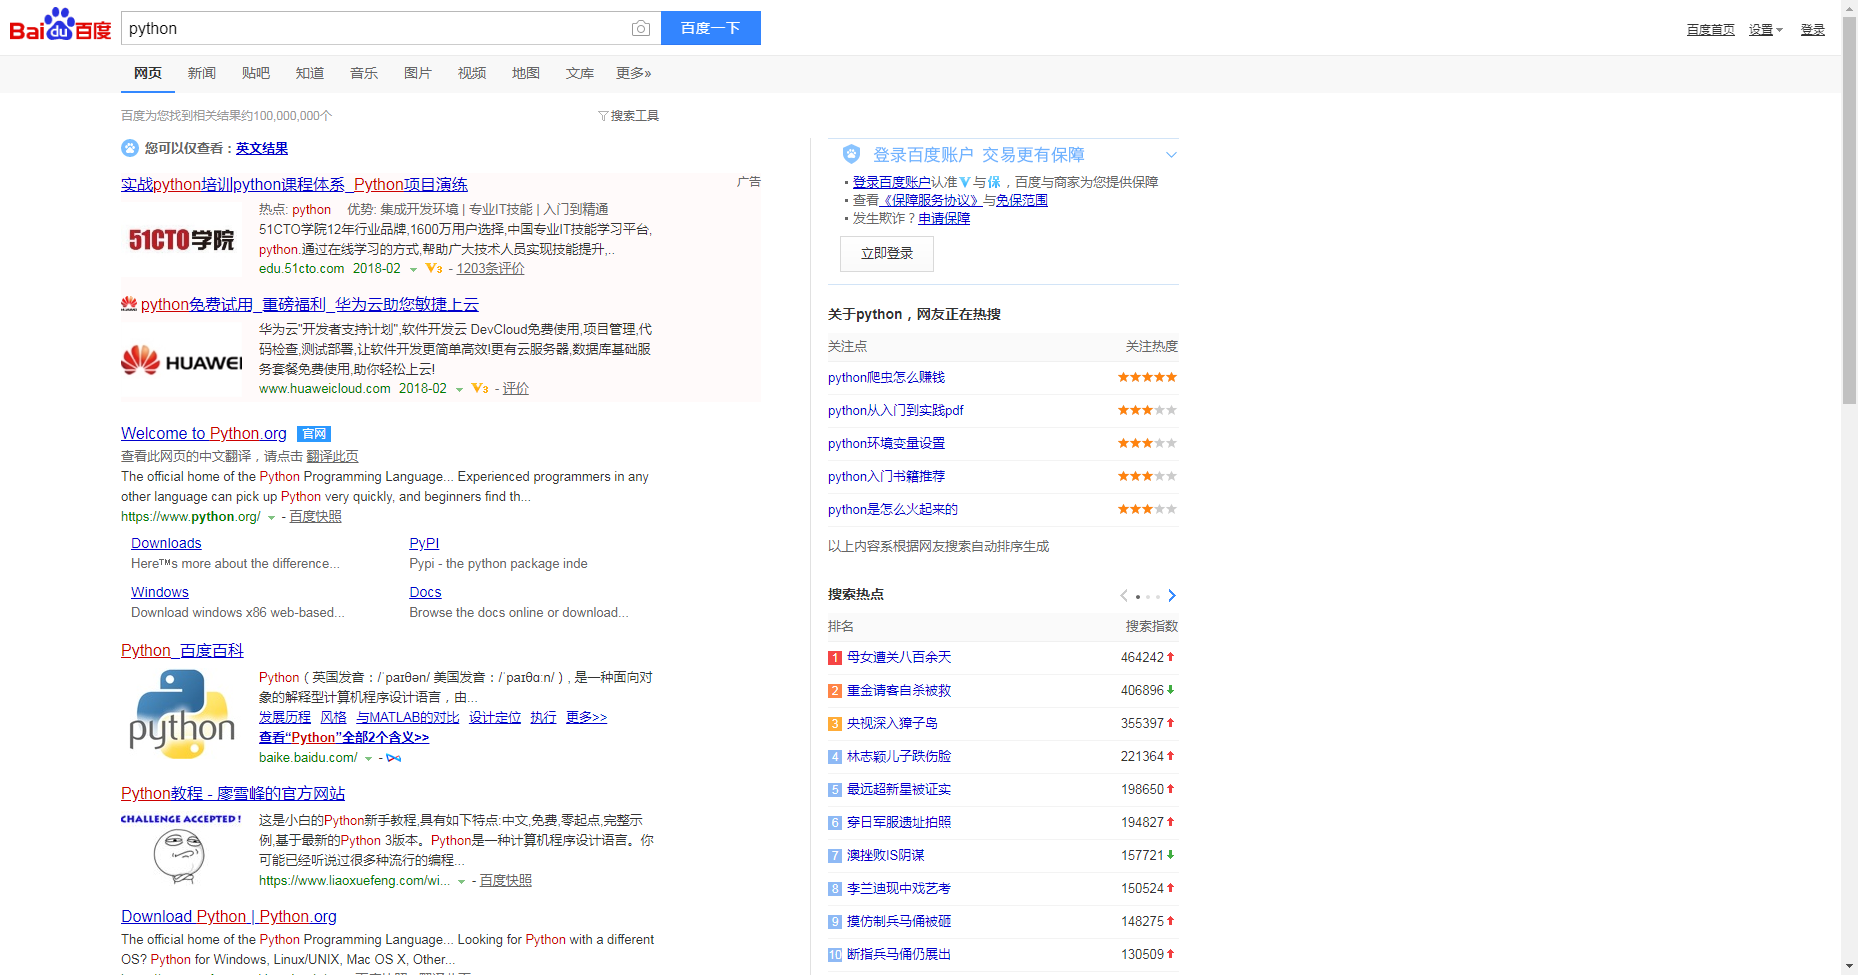 Bai du 百度
python
百度一下
百度首页 设置 登录
网页 新闻 贴吧 知道 音乐 图片 视频 地图 文库 更多»
百度为您找到相关结果约100,000,000个
搜索工具
您可以仅查看：英文结果
实战python培训python课程体系_Python项目演练
广告
51CTO学院
热点: python 优势: 集成开发环境 | 专业IT技能 | 入门到精通
51CTO学院12年行业品牌,1600万用户选择,中国专业IT技能学习平台,
python.通过在线学习的方式,帮助广大技术人员实现技能提升,..
edu.51cto.com 2018-02 V3 - 1203条评价
python免费试用_重磅福利_华为云助您敏捷上云
HUAWEI
华为云"开发者支持计划",软件开发云 DevCloud免费使用,项目管理,代
码检查,测试部署,让软件开发更简单高效!更有云服务器,数据库基础服
务套餐免费使用,助你轻松上云!
www.huaweicloud.com 2018-02 V3 - 评价
Welcome to Python.org 官网
查看此网页的中文翻译，请点击 翻译此页
The official home of the Python Programming Language... Experienced programmers in any
other language can pick up Python very quickly, and beginners find th...
https://www.python.org/ - 百度快照
Downloads
Here™s more about the difference...
PyPI
Pypi - the python package inde
Windows
Download windows x86 web-based...
Docs
Browse the docs online or download...
Python_百度百科
python
Python（英国发音：/ˈpaɪθən/ 美国发音：/ˈpaɪθɑːn/）, 是一种面向对
象的解释型计算机程序设计语言，由...
发展历程 风格 与MATLAB的对比 设计定位 执行 更多>>
查看“Python”全部2个含义>>
baike.baidu.com/ -
Python教程 - 廖雪峰的官方网站
CHALLENGE ACCEPTED!
这是小白的Python新手教程,具有如下特点:中文,免费,零起点,完整示
例,基于最新的Python 3版本。Python是一种计算机程序设计语言。你
可能已经听说过很多种流行的编程...
https://www.liaoxuefeng.com/wi... - 百度快照
Download Python | Python.org
The official home of the Python Programming Language... Looking for Python with a different
OS? Python for Windows, Linux/UNIX, Mac OS X, Other...
登录百度账户 交易更有保障
登录百度账户认准V与保，百度与商家为您提供保障
查看《保障服务协议》与免保范围
发生欺诈？申请保障
立即登录
关于python，网友正在热搜
关注点 关注热度
python爬虫怎么赚钱
python从入门到实践pdf
python环境变量设置
python入门书籍推荐
python是怎么火起来的
以上内容系根据网友搜索自动排序生成
搜索热点
排名 搜索指数
1 母女遭关八百余天 464242
2 重金请客自杀被救 406896
3 央视深入獐子岛 355397
4 林志颖儿子跌伤脸 221364
5 最远超新星被证实 198650
6 穿日军服遗址拍照 194827
7 澳挫败IS阴谋 157721
8 李兰迪现中戏艺考 150524
9 摸仿制兵马俑被砸 148275
10 断指兵马俑仍展出 130509